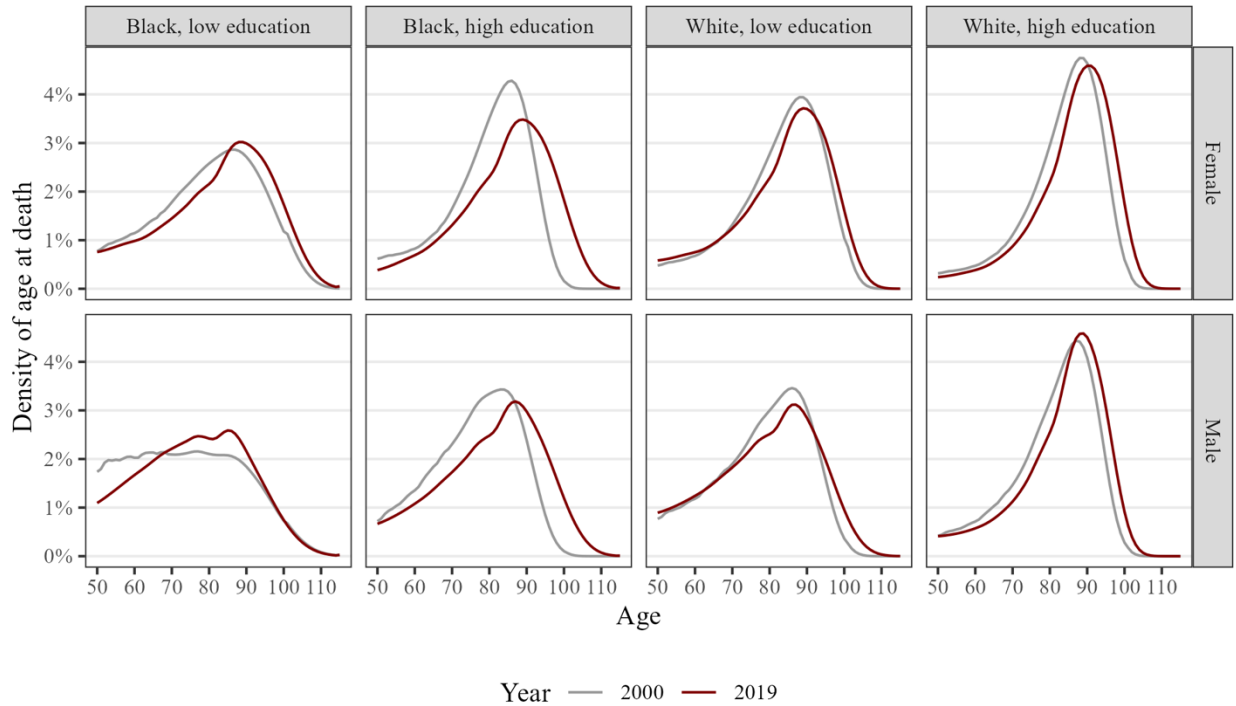 Black, low education
Black, high education
White, low education
White, high education
Density of age at death
4%
3%
2%
1%
0%
Female
4%
3%
2%
1%
0%
Male
50 60 70 80 90 100 110
50 60 70 80 90 100 110
50 60 70 80 90 100 110
50 60 70 80 90 100 110
Age
Year 2000 2019